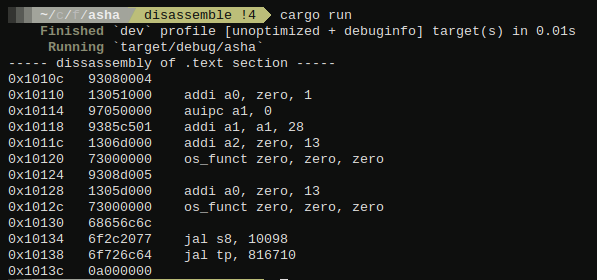 ~/c/f/asha disassemble !4 cargo run
Finished `dev` profile [unoptimized + debuginfo] target(s) in 0.01s
Running `target/debug/asha`
----- dissassembly of .text section -----
0x1010c 93080004
0x10110 13051000 addi a0, zero, 1
0x10114 97050000 auipc a1, 0
0x10118 9385c501 addi a1, a1, 28
0x1011c 1306d000 addi a2, zero, 13
0x10120 73000000 os_funct zero, zero, zero
0x10124 9308d005
0x10128 1305d000 addi a0, zero, 13
0x1012c 73000000 os_funct zero, zero, zero
0x10130 68656c6c
0x10134 6f2c2077 jal s8, 10098
0x10138 6f726c64 jal tp, 816710
0x1013c 0a000000